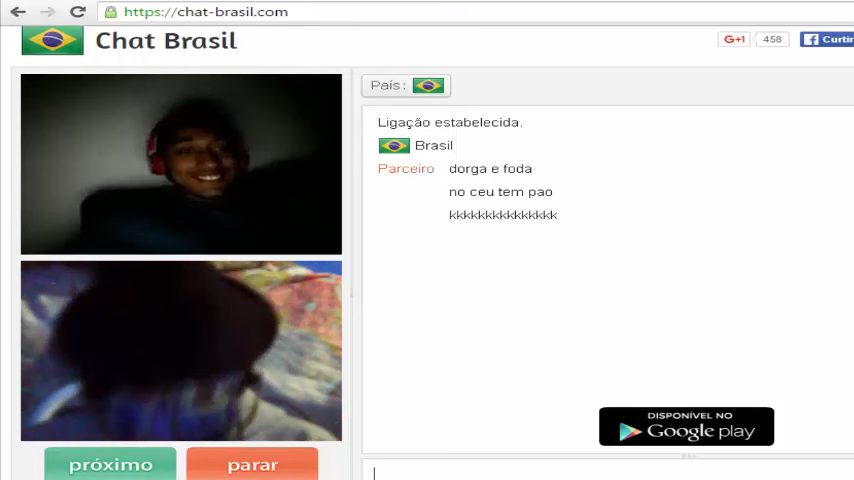 https://chat-brasil.com
Chat Brasil
G+1 458 Curtir
País:
Ligação estabelecida.
Brasil
Parceiro dorga e foda
no ceu tem pao
kkkkkkkkkkkkkkk
DISPONÍVEL NO
Google play
próximo parar